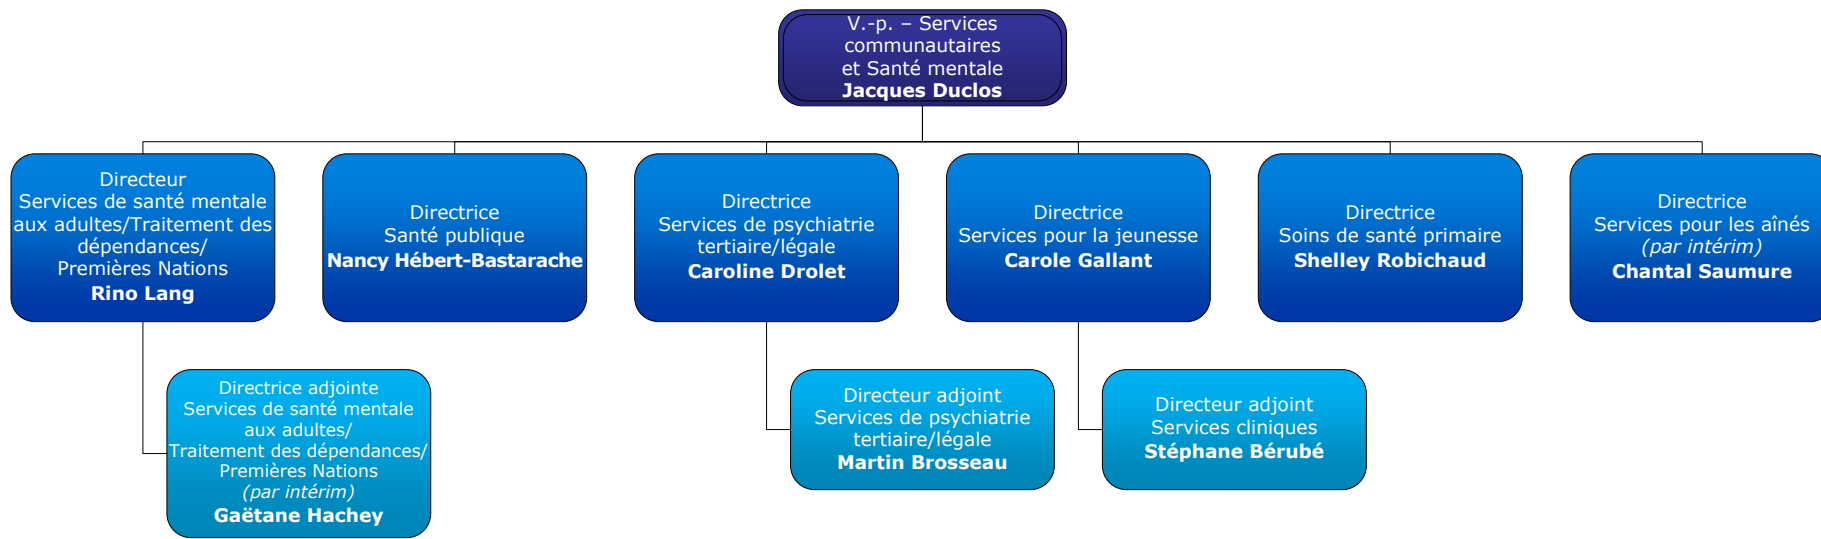 V.-p. – Services
communautaires
et Santé mentale
Jacques Duclos
Directeur
Services de santé mentale
aux adultes/Traitement des
dépendances/
Premières Nations
Rino Lang
Directrice
Santé publique
Nancy Hébert-Bastarache
Directrice
Services de psychiatrie
tertiaire/légale
Caroline Drolet
Directrice
Services pour la jeunesse
Carole Gallant
Directrice
Soins de santé primaire
Shelley Robichaud
Directrice
Services pour les aînés
(par intérim)
Chantal Saumure
Directrice adjointe
Services de santé mentale
aux adultes/
Traitement des dépendances/
Premières Nations
(par intérim)
Gaëtane Hachey
Directeur adjoint
Services de psychiatrie
tertiaire/légale
Martin Brosseau
Directeur adjoint
Services cliniques
Stéphane Bérubé